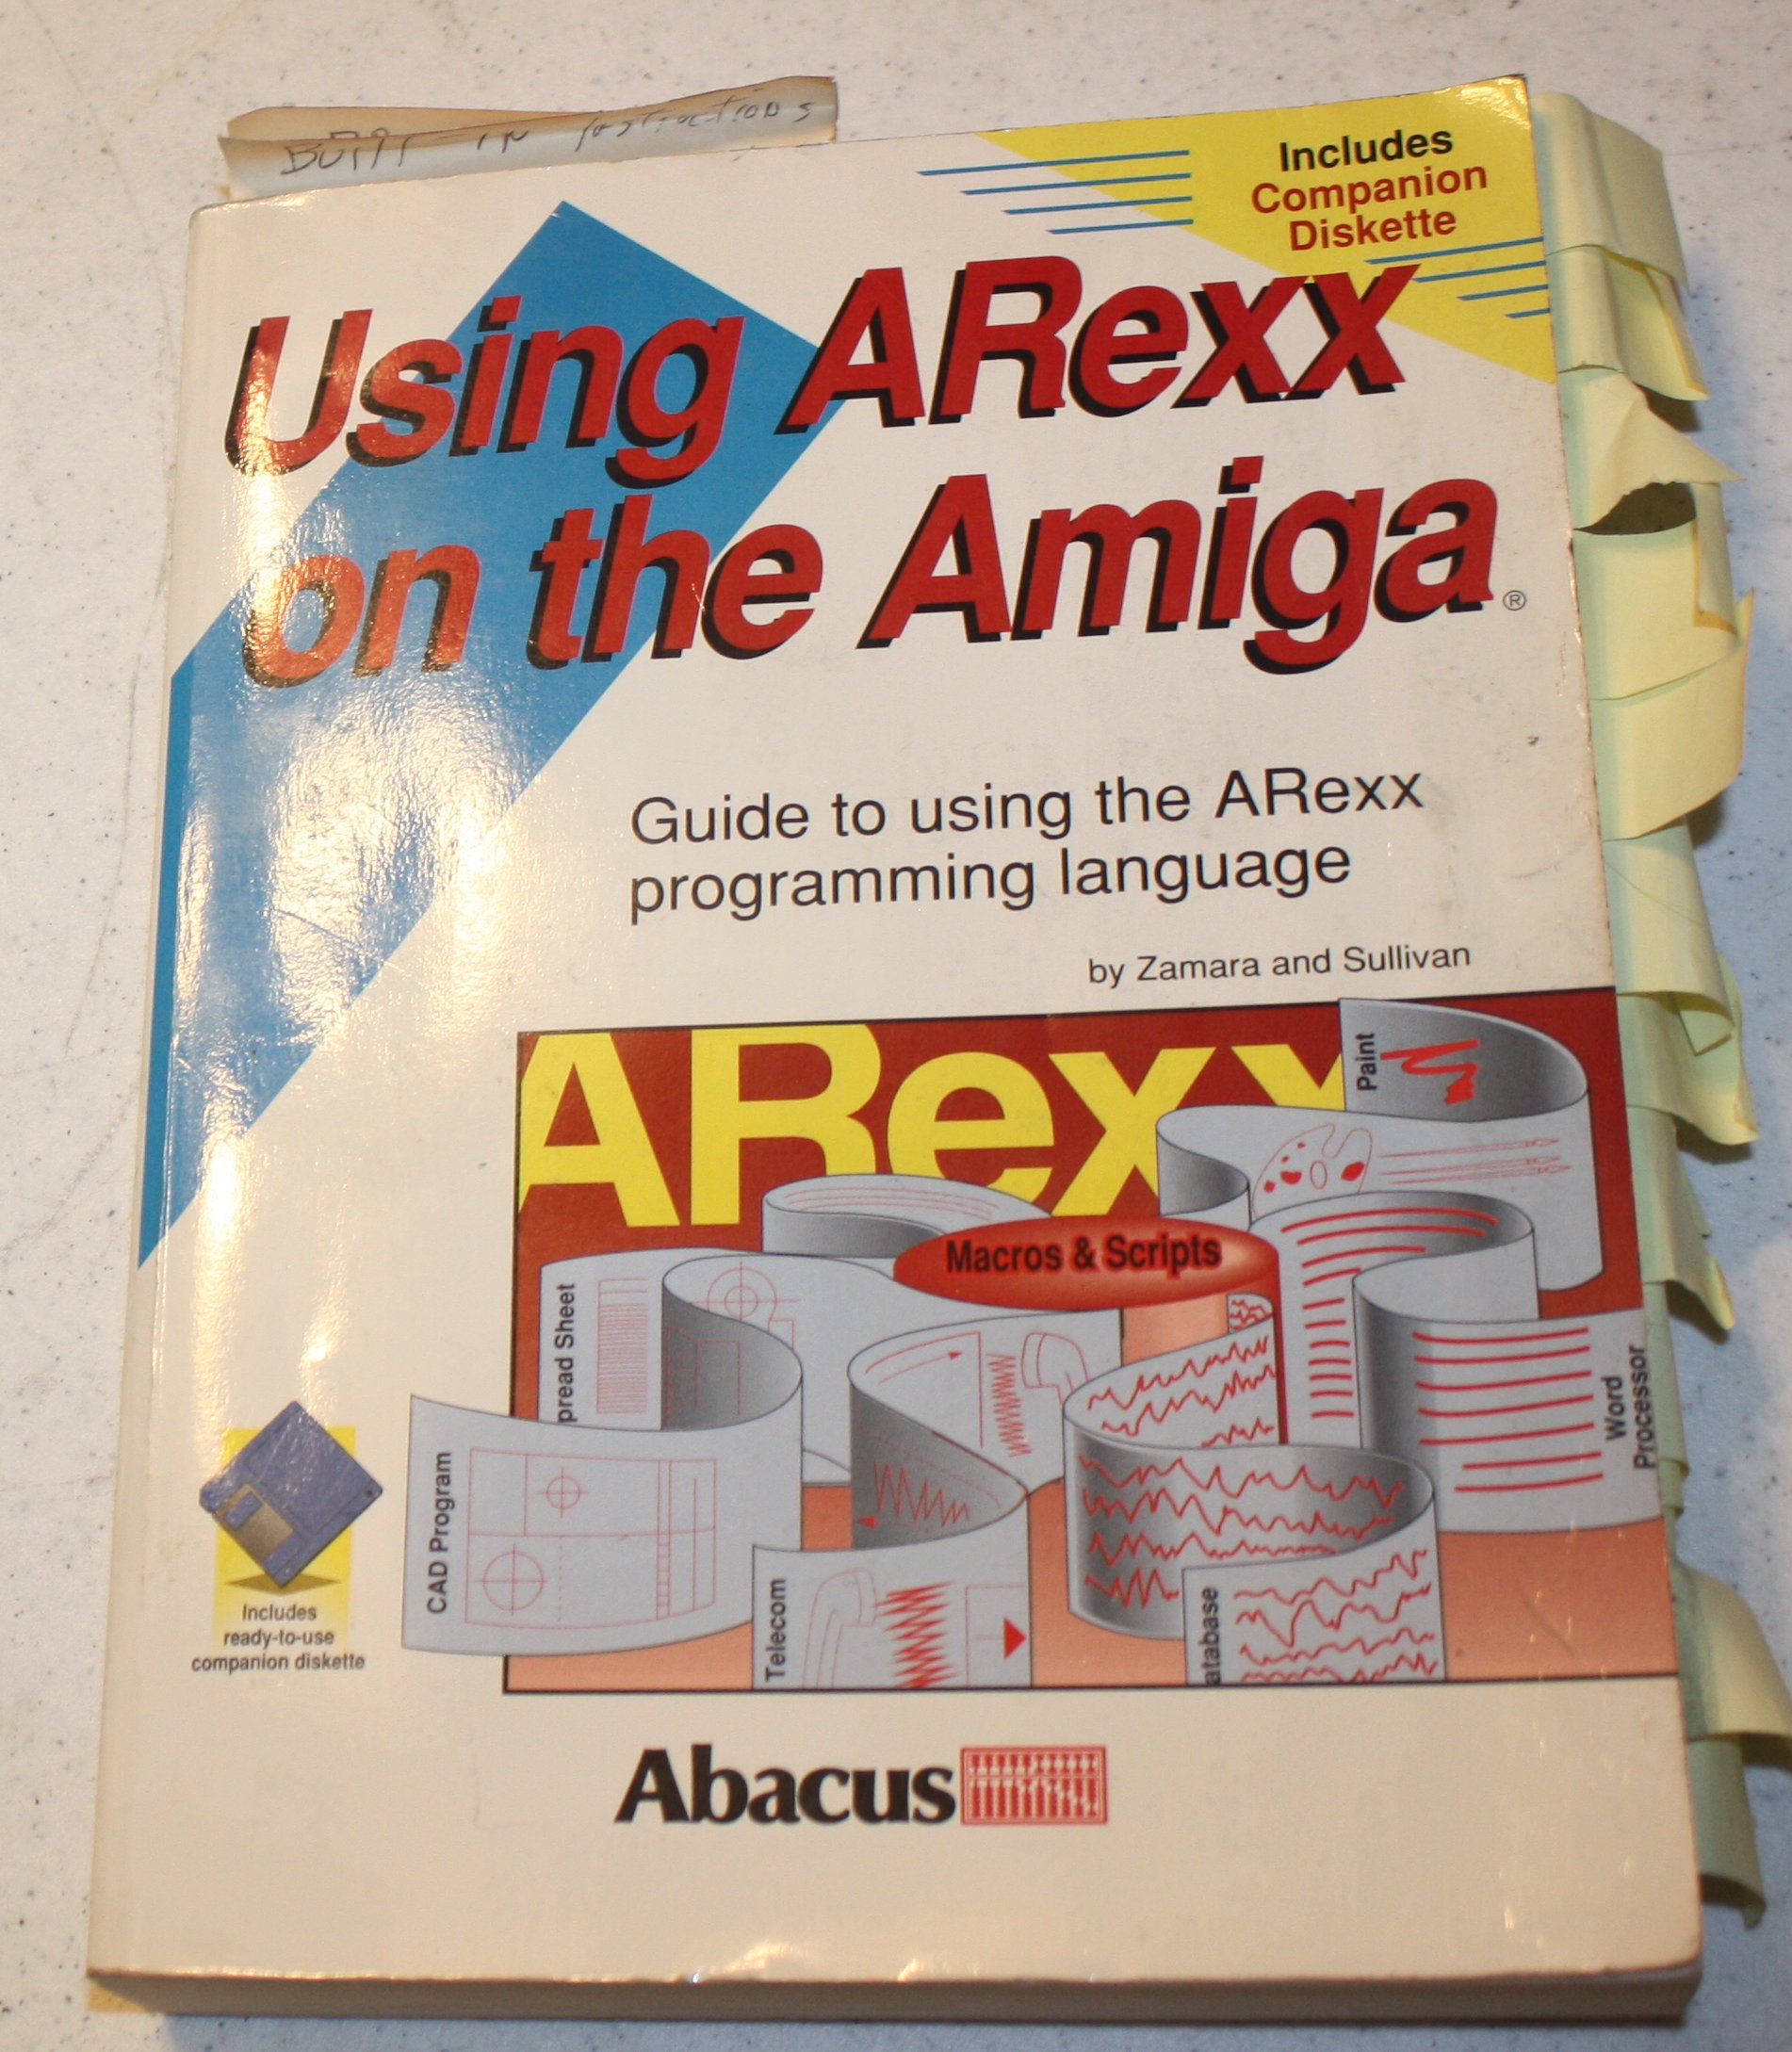 BUILT-IN Instructions
Includes
Companion
Diskette
Using ARexx
on the Amiga®
Guide to using the ARexx
programming language
by Zamara and Sullivan
ARexx
Paint
Macros & Scripts
pread Sheet
Word
Processor
CAD Program
Telecom
atabase
Includes
ready-to-use
companion diskette
Abacus